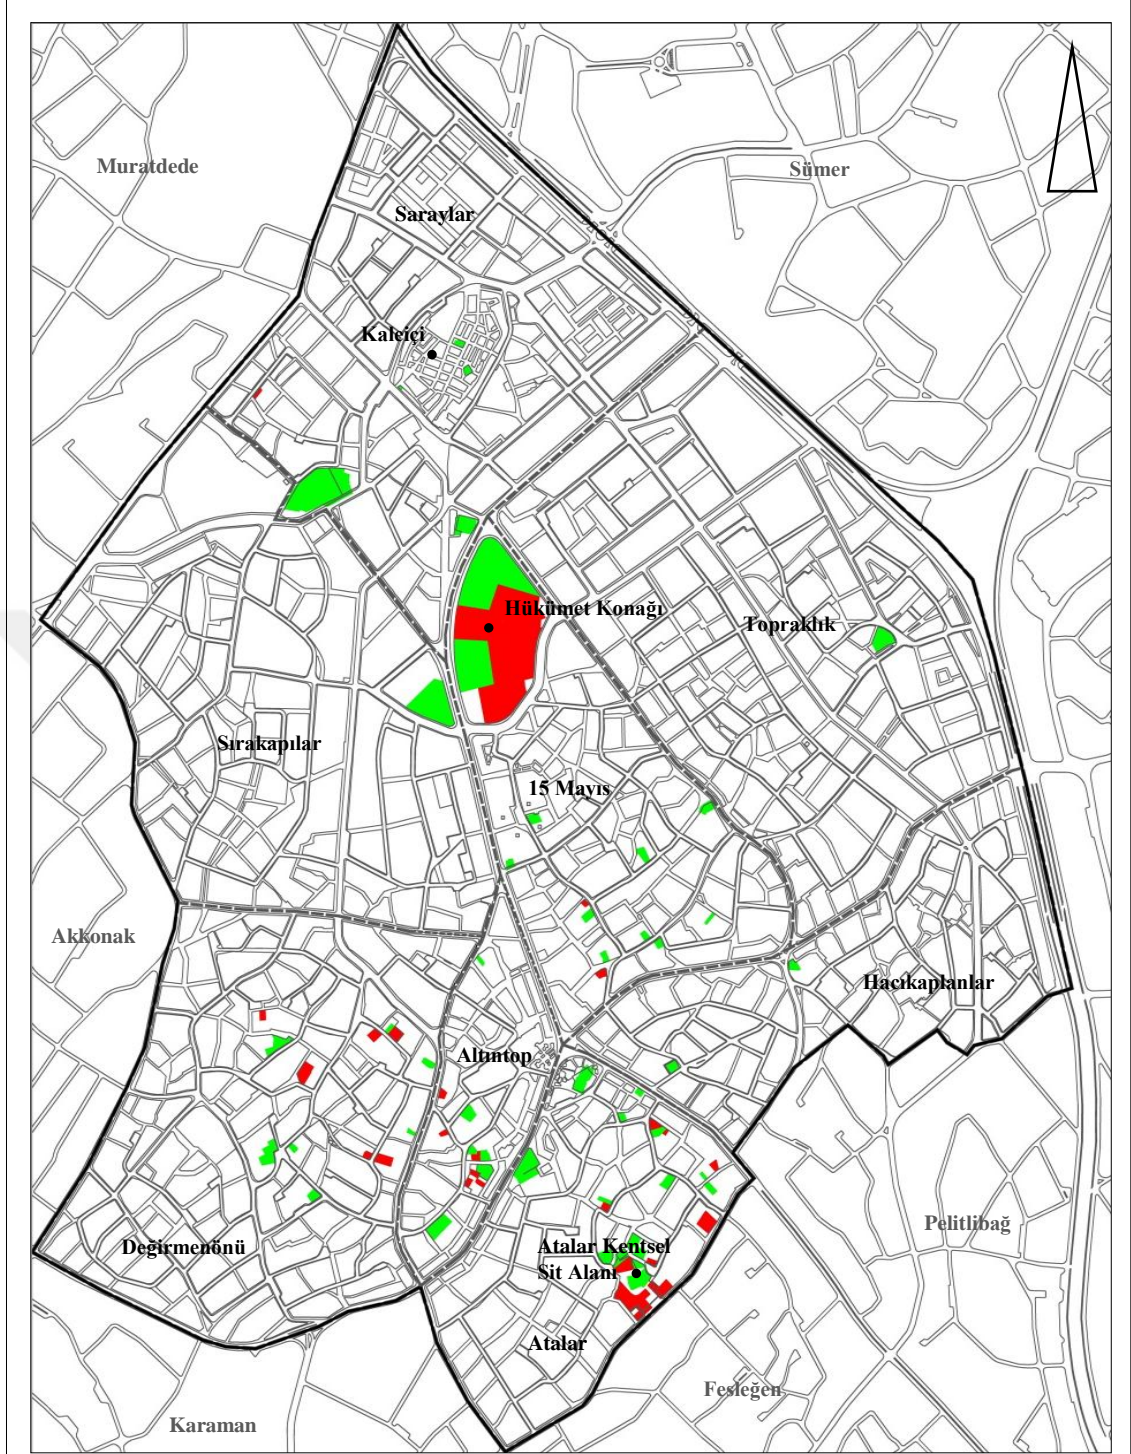 Muratdede
Sümer
Saraylar
Kaleiçi
Hükümet Konağı
Topraklık
Sırakapılar
15 Mayıs
Akkonak
Hacıkaplanlar
Altıntop
Pelitlibağ
Değirmenönü
Atalar Kentsel
Sit Alanı
Atalar
Fesleğen
Karaman